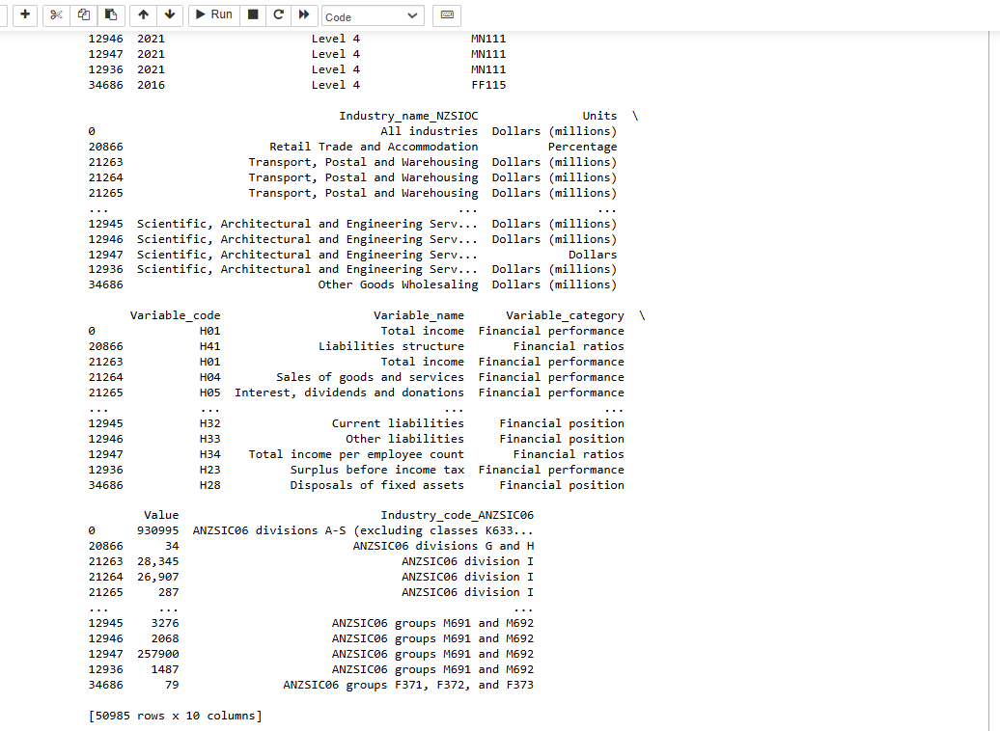 Run Code
12946 2021 Level 4 MN111
12947 2021 Level 4 MN111
12936 2021 Level 4 MN111
34686 2016 Level 4 FF115
Industry_name_NZSIOC Units \
0 All industries Dollars (millions)
20866 Retail Trade and Accommodation Percentage
21263 Transport, Postal and Warehousing Dollars (millions)
21264 Transport, Postal and Warehousing Dollars (millions)
21265 Transport, Postal and Warehousing Dollars (millions)
... ... ...
12945 Scientific, Architectural and Engineering Serv... Dollars (millions)
12946 Scientific, Architectural and Engineering Serv... Dollars (millions)
12947 Scientific, Architectural and Engineering Serv... Dollars
12936 Scientific, Architectural and Engineering Serv... Dollars (millions)
34686 Other Goods Wholesaling Dollars (millions)
Variable_code Variable_name Variable_category \
0 H01 Total income Financial performance
20866 H41 Liabilities structure Financial ratios
21263 H01 Total income Financial performance
21264 H04 Sales of goods and services Financial performance
21265 H05 Interest, dividends and donations Financial performance
... ... ... ...
12945 H32 Current liabilities Financial position
12946 H33 Other liabilities Financial position
12947 H34 Total income per employee count Financial ratios
12936 H23 Surplus before income tax Financial performance
34686 H28 Disposals of fixed assets Financial position
Value Industry_code_ANZSIC06
0 930995 ANZSIC06 divisions A-S (excluding classes K633...
20866 34 ANZSIC06 divisions G and H
21263 28,345 ANZSIC06 division I
21264 26,907 ANZSIC06 division I
21265 287 ANZSIC06 division I
... ... ...
12945 3276 ANZSIC06 groups M691 and M692
12946 2068 ANZSIC06 groups M691 and M692
12947 257900 ANZSIC06 groups M691 and M692
12936 1487 ANZSIC06 groups M691 and M692
34686 79 ANZSIC06 groups F371, F372, and F373
[50985 rows x 10 columns]